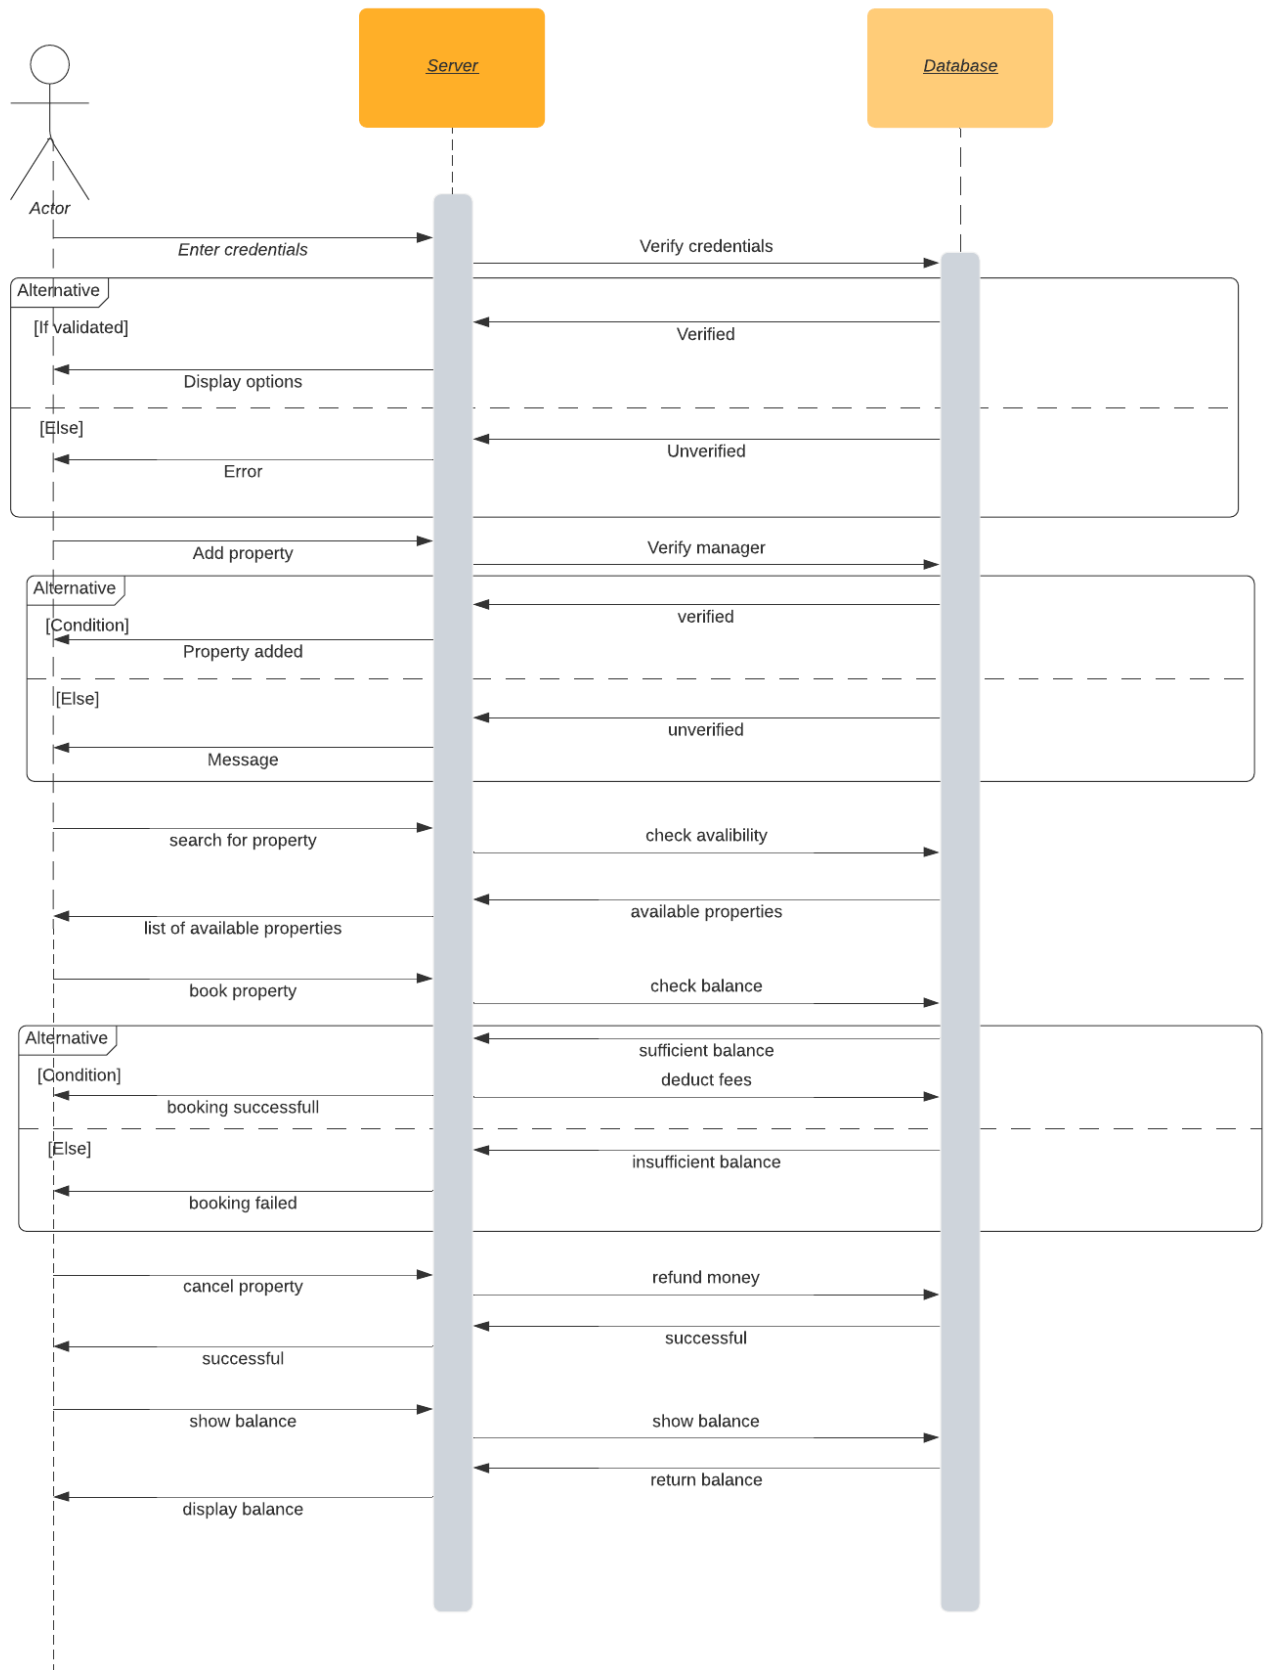 Server
Database
Actor
Enter credentials
Verify credentials
Alternative
[If validated]
Verified
Display options
[Else]
Unverified
Error
Add property
Verify manager
Alternative
verified
[Condition]
Property added
[Else]
unverified
Message
search for property
check avalibility
available properties
list of available properties
book property
check balance
Alternative
sufficient balance
[Condition]
deduct fees
booking successfull
[Else]
insufficient balance
booking failed
cancel property
refund money
successful
successful
show balance
show balance
return balance
display balance